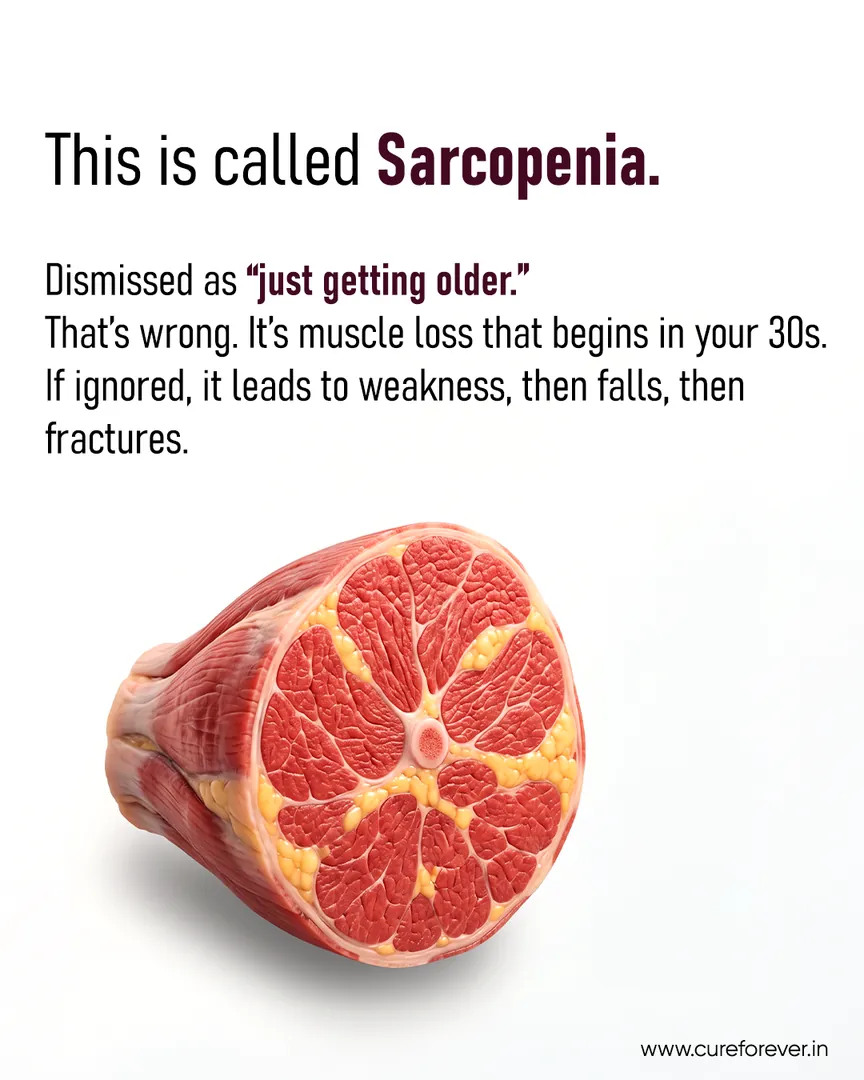 This is called Sarcopenia.
Dismissed as “just getting older.”
That’s wrong. It’s muscle loss that begins in your 30s.
If ignored, it leads to weakness, then falls, then
fractures.
www.cureforever.in